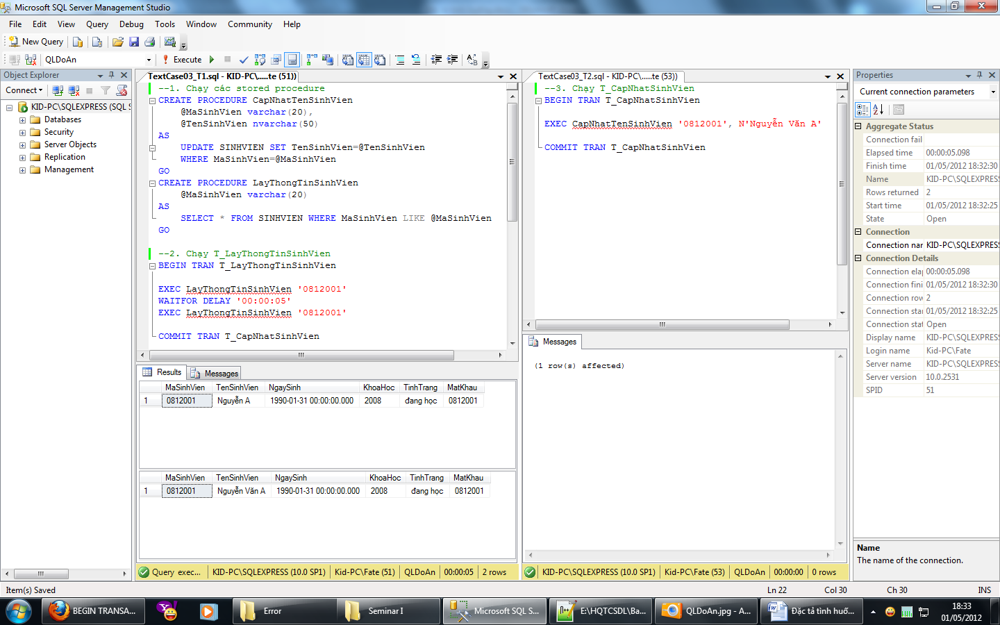 Microsoft SQL Server Management Studio
File Edit View Query Debug Tools Window Community Help
New Query
QLDoAn Execute
Object Explorer
Connect
KID-PC\SQLEXPRESS (SQL S
Databases
Security
Server Objects
Replication
Management
TextCase03_T1.sql - KID-PC\.....te (51))
--1. Chạy các stored procedure
CREATE PROCEDURE CapNhatTenSinhVien
@MaSinhVien varchar(20),
@TenSinhVien nvarchar(50)
AS
UPDATE SINHVIEN SET TenSinhVien=@TenSinhVien
WHERE MaSinhVien=@MaSinhVien
GO
CREATE PROCEDURE LayThongTinSinhVien
@MaSinhVien varchar(20)
AS
SELECT * FROM SINHVIEN WHERE MaSinhVien LIKE @MaSinhVien
GO
--2. Chạy T_LayThongTinSinhVien
BEGIN TRAN T_LayThongTinSinhVien
EXEC LayThongTinSinhVien '0812001'
WAITFOR DELAY '00:00:05'
EXEC LayThongTinSinhVien '0812001'
COMMIT TRAN T_CapNhatSinhVien
Results Messages
MaSinhVien TenSinhVien NgaySinh KhoaHoc TinhTrang MatKhau
1 0812001 Nguyễn A 1990-01-31 00:00:00.000 2008 đang học 0812001
MaSinhVien TenSinhVien NgaySinh KhoaHoc TinhTrang MatKhau
1 0812001 Nguyễn Văn A 1990-01-31 00:00:00.000 2008 đang học 0812001
Query exec... KID-PC\SQLEXPRESS (10.0 SP1) Kid-PC\Fate (51) QLDoAn 00:00:05 2 rows
TextCase03_T2.sql - KID-PC\.....te (53))
--3. Chạy T_CapNhatSinhVien
BEGIN TRAN T_CapNhatSinhVien
EXEC CapNhatTenSinhVien '0812001', N'Nguyễn Văn A'
COMMIT TRAN T_CapNhatSinhVien
Messages
(1 row(s) affected)
KID-PC\SQLEXPRESS (10.0 SP1) Kid-PC\Fate (53) QLDoAn 00:00:00 0 rows
Properties
Current connection parameters
Aggregate Status
Connection fail
Elapsed time 00:00:05.098
Finish time 01/05/2012 18:32:30
Name KID-PC\SQLEXPRESS
Rows returned 2
Start time 01/05/2012 18:32:25
State Open
Connection
Connection nar KID-PC\SQLEXPRESS
Connection Details
Connection elap 00:00:05.098
Connection fini 01/05/2012 18:32:30
Connection row 2
Connection star 01/05/2012 18:32:25
Connection stat Open
Display name KID-PC\SQLEXPRESS
Login name Kid-PC\Fate
Server name KID-PC\SQLEXPRESS
Server version 10.0.2531
SPID 51
Name
The name of the connection.
Item(s) Saved Ln 22 Col 30 Ch 30 INS
BEGIN TRANSA... Error Seminar I Microsoft SQL S... E:\HQTCSDL\Ba... QLDoAn.jpg - A... Đặc tả tình huố... 18:33
01/05/2012